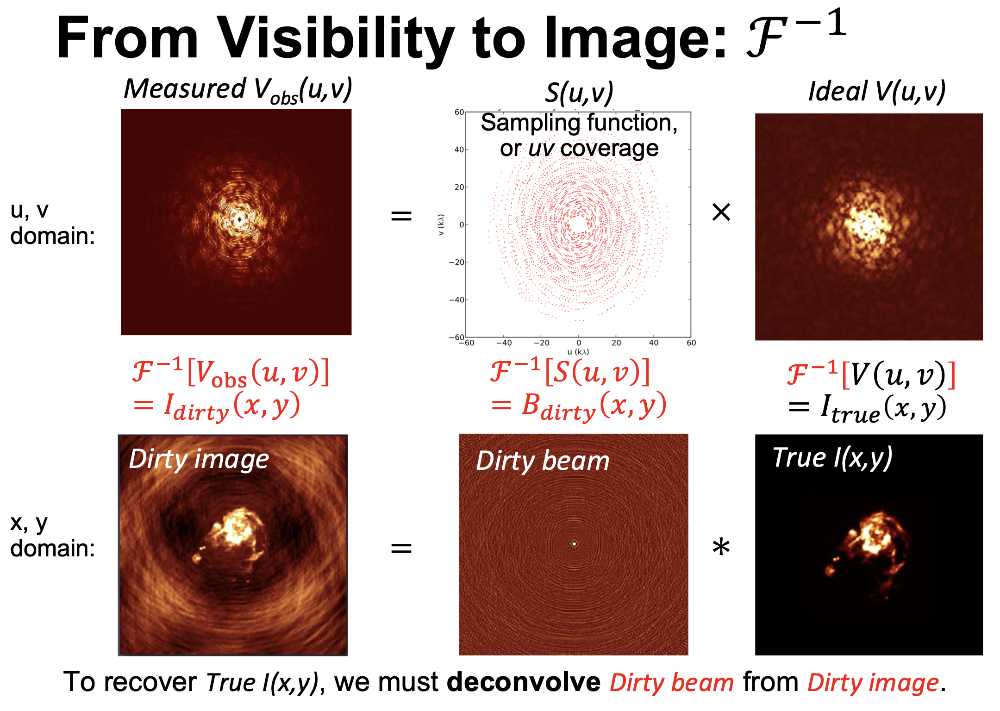 From Visibility to Image: ℱ⁻¹
Measured V_obs(u,v)
S(u,v)
Ideal V(u,v)
Sampling function,
or uv coverage
60
40
20
0
−20
−40
−60
v (kλ)
−60 −40 −20 0 20 40 60
u (kλ)
u, v
domain:
=
×
ℱ⁻¹[V_obs(u, v)]
= I_dirty(x, y)
ℱ⁻¹[S(u, v)]
= B_dirty(x, y)
ℱ⁻¹[V(u, v)]
= I_true(x, y)
Dirty image
Dirty beam
True I(x,y)
x, y
domain:
=
*
To recover True I(x,y), we must deconvolve Dirty beam from Dirty image.